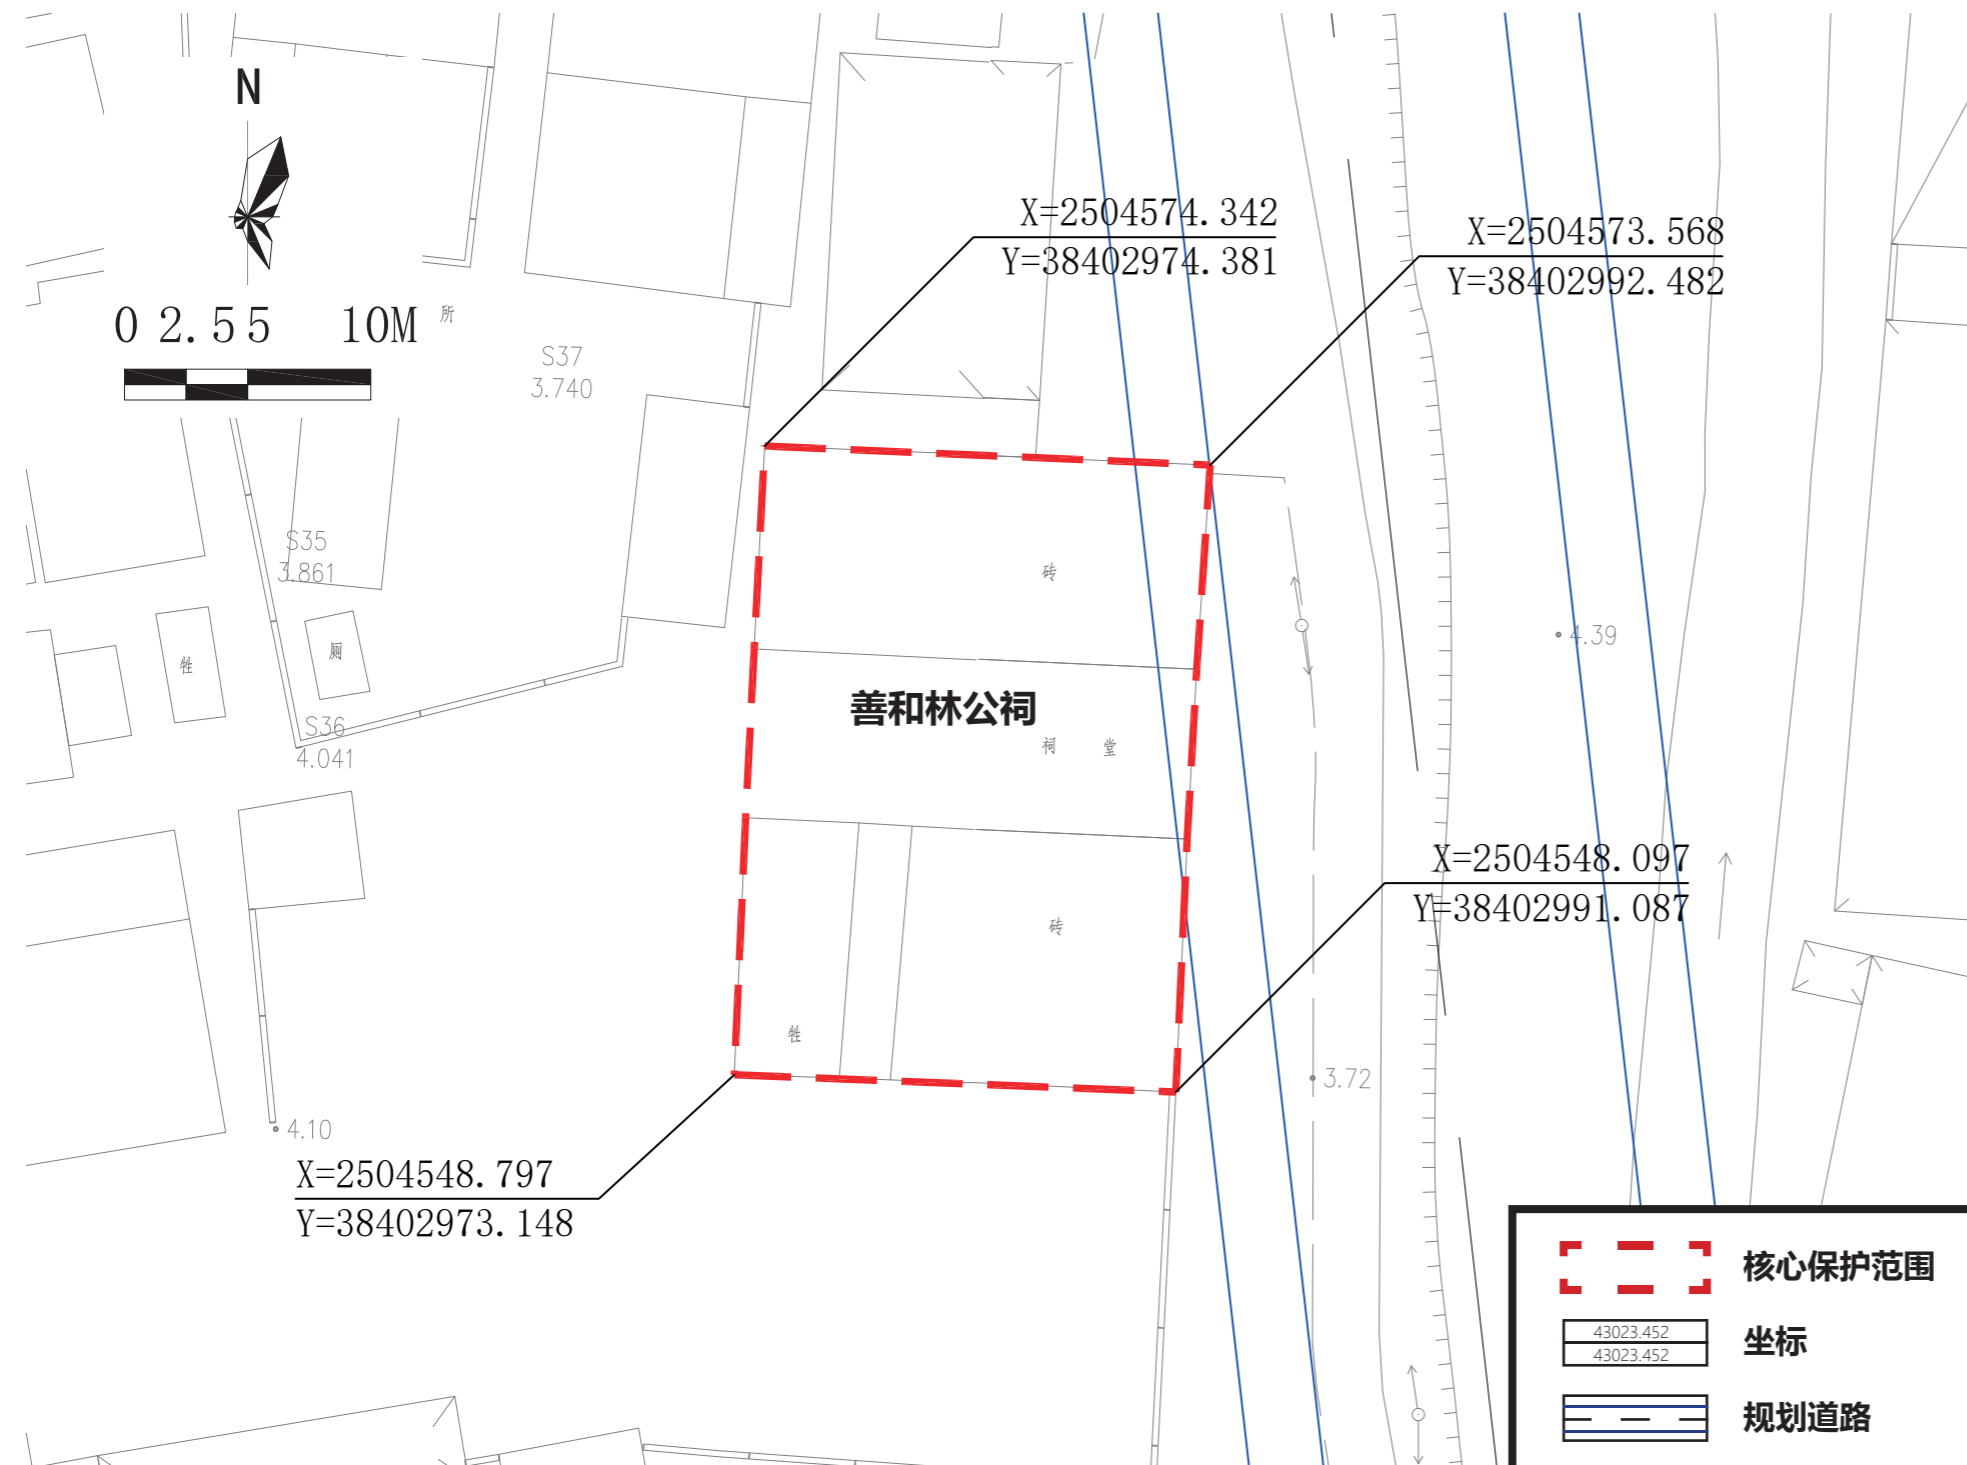 N
0 2.55 10M
所
S37
3.740
X=2504574.342
Y=38402974.381
X=2504573.568
Y=38402992.482
S35
3.861
砖
牲
厕
4.39
善和林公祠
祠 堂
S36
4.041
X=2504548.097
Y=38402991.087
砖
牲
3.72
4.10
X=2504548.797
Y=38402973.148
核心保护范围
43023.452
43023.452
坐标
规划道路